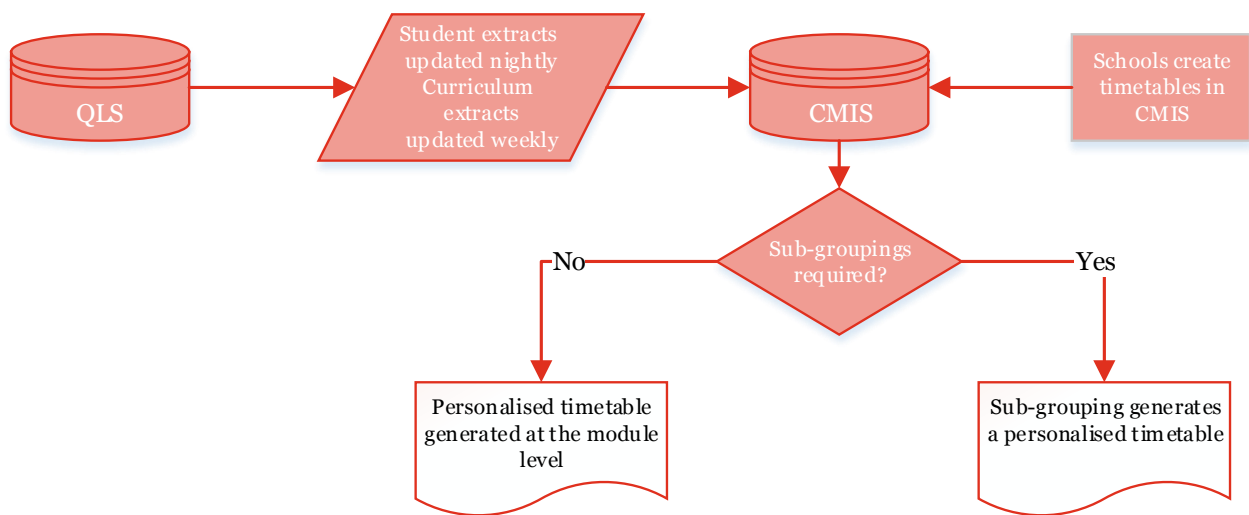 QLS
Student extracts
updated nightly
Curriculum
extracts
updated weekly
CMIS
Schools create
timetables in
CMIS
Sub-groupings
required?
No
Yes
Personalised timetable
generated at the module
level
Sub-grouping generates
a personalised timetable